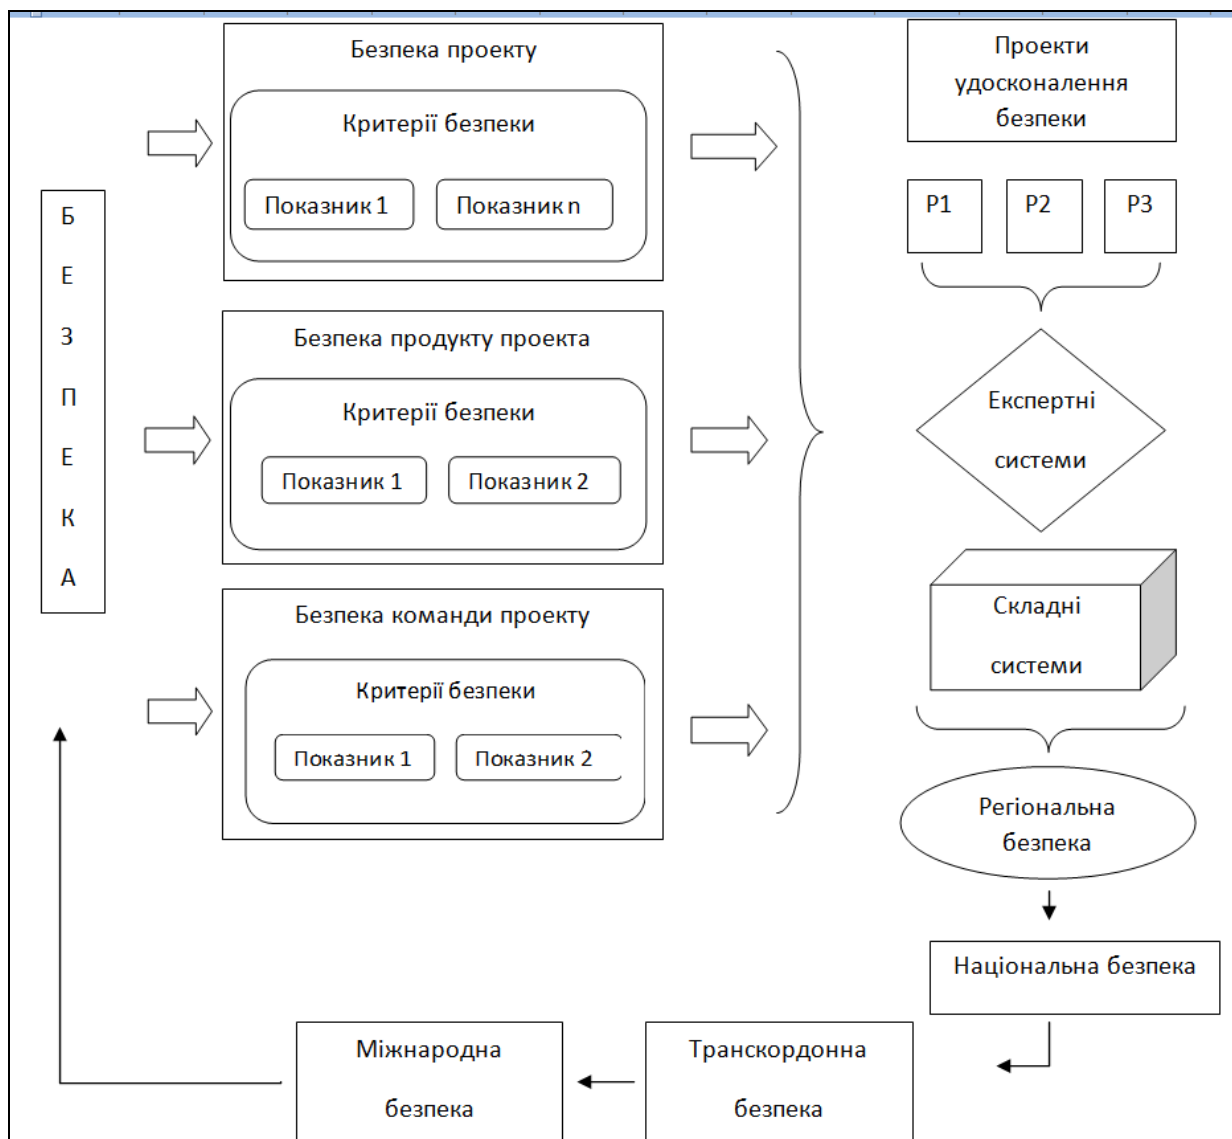 Б
Е
З
П
Е
К
А
Безпека проекту
Критерії безпеки
Показник 1
Показник n
Безпека продукту проекта
Критерії безпеки
Показник 1
Показник 2
Безпека команди проекту
Критерії безпеки
Показник 1
Показник 2
Проекти
удосконалення
безпеки
Р1
Р2
Р3
Експертні
системи
Складні
системи
Регіональна
безпека
Національна безпека
Транскордонна
безпека
Міжнародна
безпека